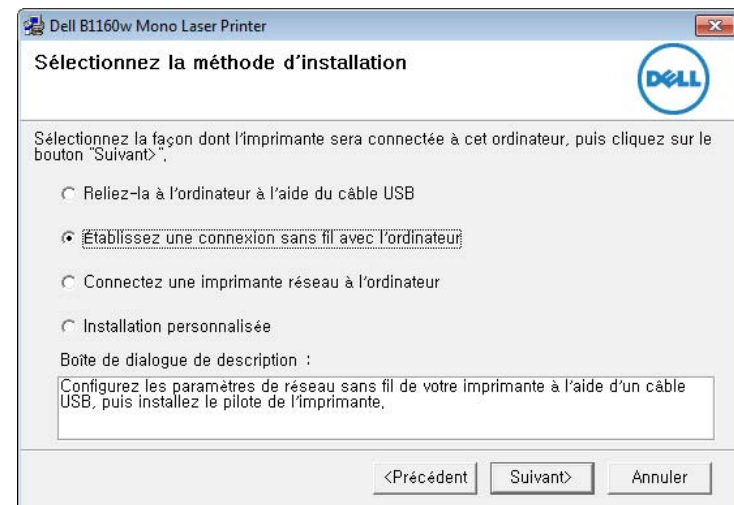 Dell B1160w Mono Laser Printer
Sélectionnez la méthode d'installation
DELL
Sélectionnez la façon dont l'imprimante sera connectée à cet ordinateur, puis cliquez sur le
bouton "Suivant>".
Reliez-la à l'ordinateur à l'aide du câble USB
Établissez une connexion sans fil avec l'ordinateur
Connectez une imprimante réseau à l'ordinateur
Installation personnalisée
Boîte de dialogue de description :
Configurez les paramètres de réseau sans fil de votre imprimante à l'aide d'un câble
USB, puis installez le pilote de l'imprimante.
<Précédent Suivant> Annuler